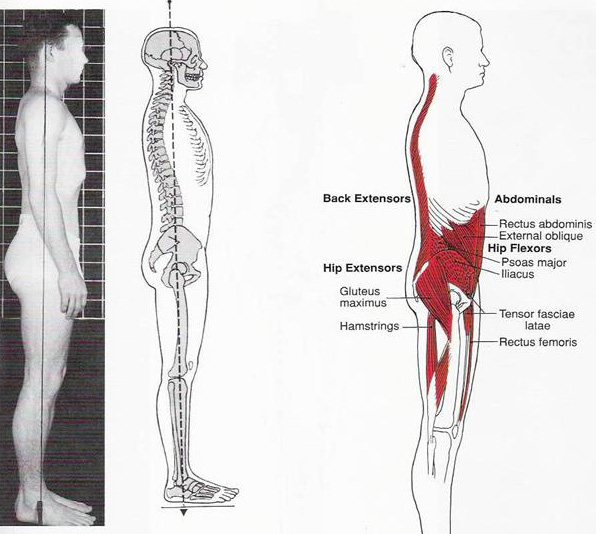 Back Extensors
Abdominals
Rectus abdominis
External oblique
Hip Flexors
Psoas major
Iliacus
Hip Extensors
Gluteus
maximus
Hamstrings
Tensor fasciae
latae
Rectus femoris